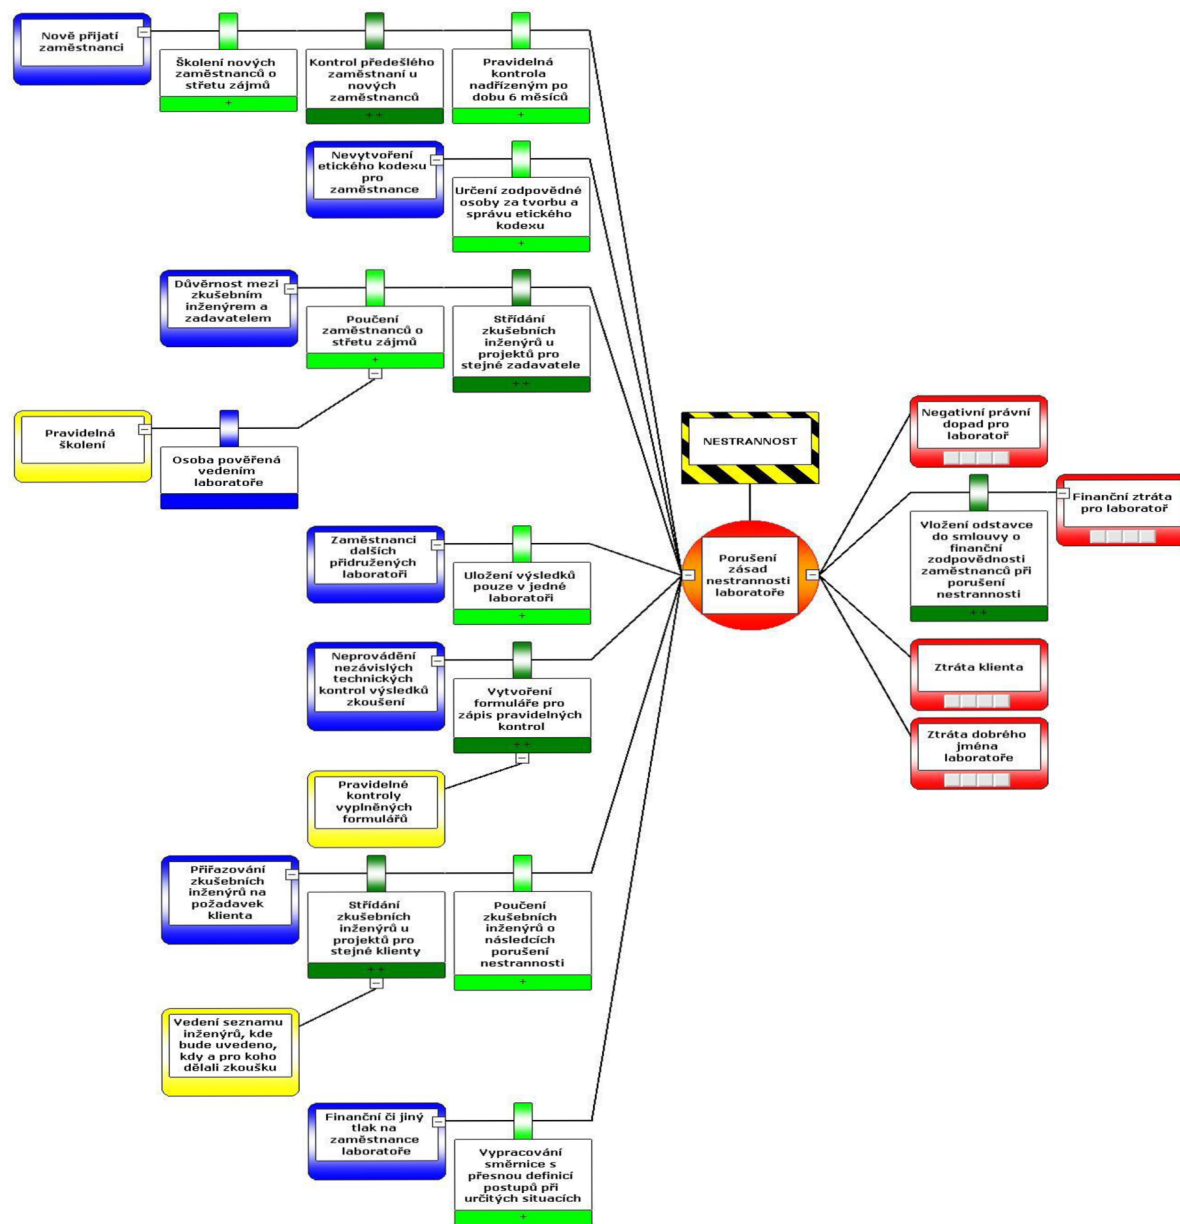 Nově přijatí
zaměstnanci
Školení nových
zaměstnanců o
střetu zájmů
+
Kontrol předešlého
zaměstnaní u
nových
zaměstnanců
++
Pravidelná
kontrola
nadřízeným po
dobu 6 měsíců
+
Nevytvoření
etického kodexu
pro
zaměstnance
Určení zodpovědné
osoby za tvorbu a
správu etického
kodexu
+
Důvěrnost mezi
zkušebním
inženýrem a
zadavatelem
Poučení
zaměstnanců o
střetu zájmů
+
Střídání
zkušebních
inženýrů u
projektů pro
stejné zadavatele
++
Pravidelná
školení
Osoba pověřená
vedením
laboratoře
Zaměstnanci
dalších
přidružených
laboratoři
Uložení výsledků
pouze v jedné
laboratoři
+
Neprovádění
nezávislých
technických
kontrol výsledků
zkoušení
Vytvoření
formuláře pro
zápis pravidelných
kontrol
++
Pravidelné
kontroly
vyplněných
formulářů
Přiřazování
zkušebních
inženýrů na
požadavek
klienta
Střídání
zkušebních
inženýrů u
projektů pro
stejné klienty
++
Poučení
zkušebních
inženýrů o
následcích
porušení
nestrannosti
+
Vedení seznamu
inženýrů, kde
bude uvedeno,
kdy a pro koho
dělali zkoušku
Finanční či jiný
tlak na
zaměstnance
laboratoře
Vypracování
směrnice s
přesnou definicí
postupů při
určitých situacích
+
NESTRANNOST
Porušení
zásad
nestrannosti
laboratoře
Negativní právní
dopad pro
laboratoř
Vložení odstavce
do smlouvy o
finanční
zodpovědnosti
zaměstnanců při
porušení
nestrannosti
++
Finanční ztráta
pro laboratoř
Ztráta klienta
Ztráta dobrého
jména
laboratoře